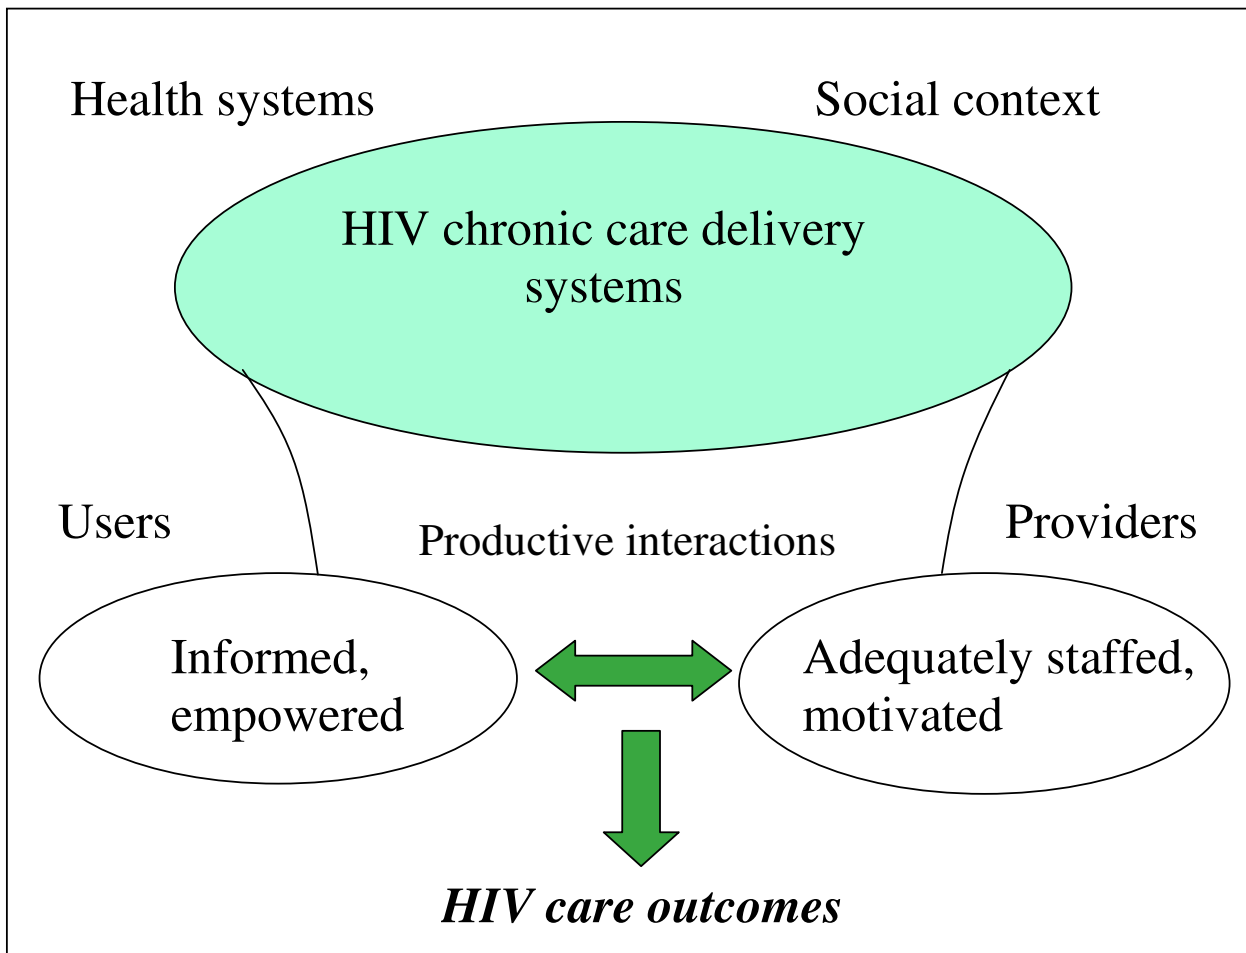 Health systems
Social context
HIV chronic care delivery
systems
Users
Productive interactions
Providers
Informed,
empowered
Adequately staffed,
motivated
HIV care outcomes